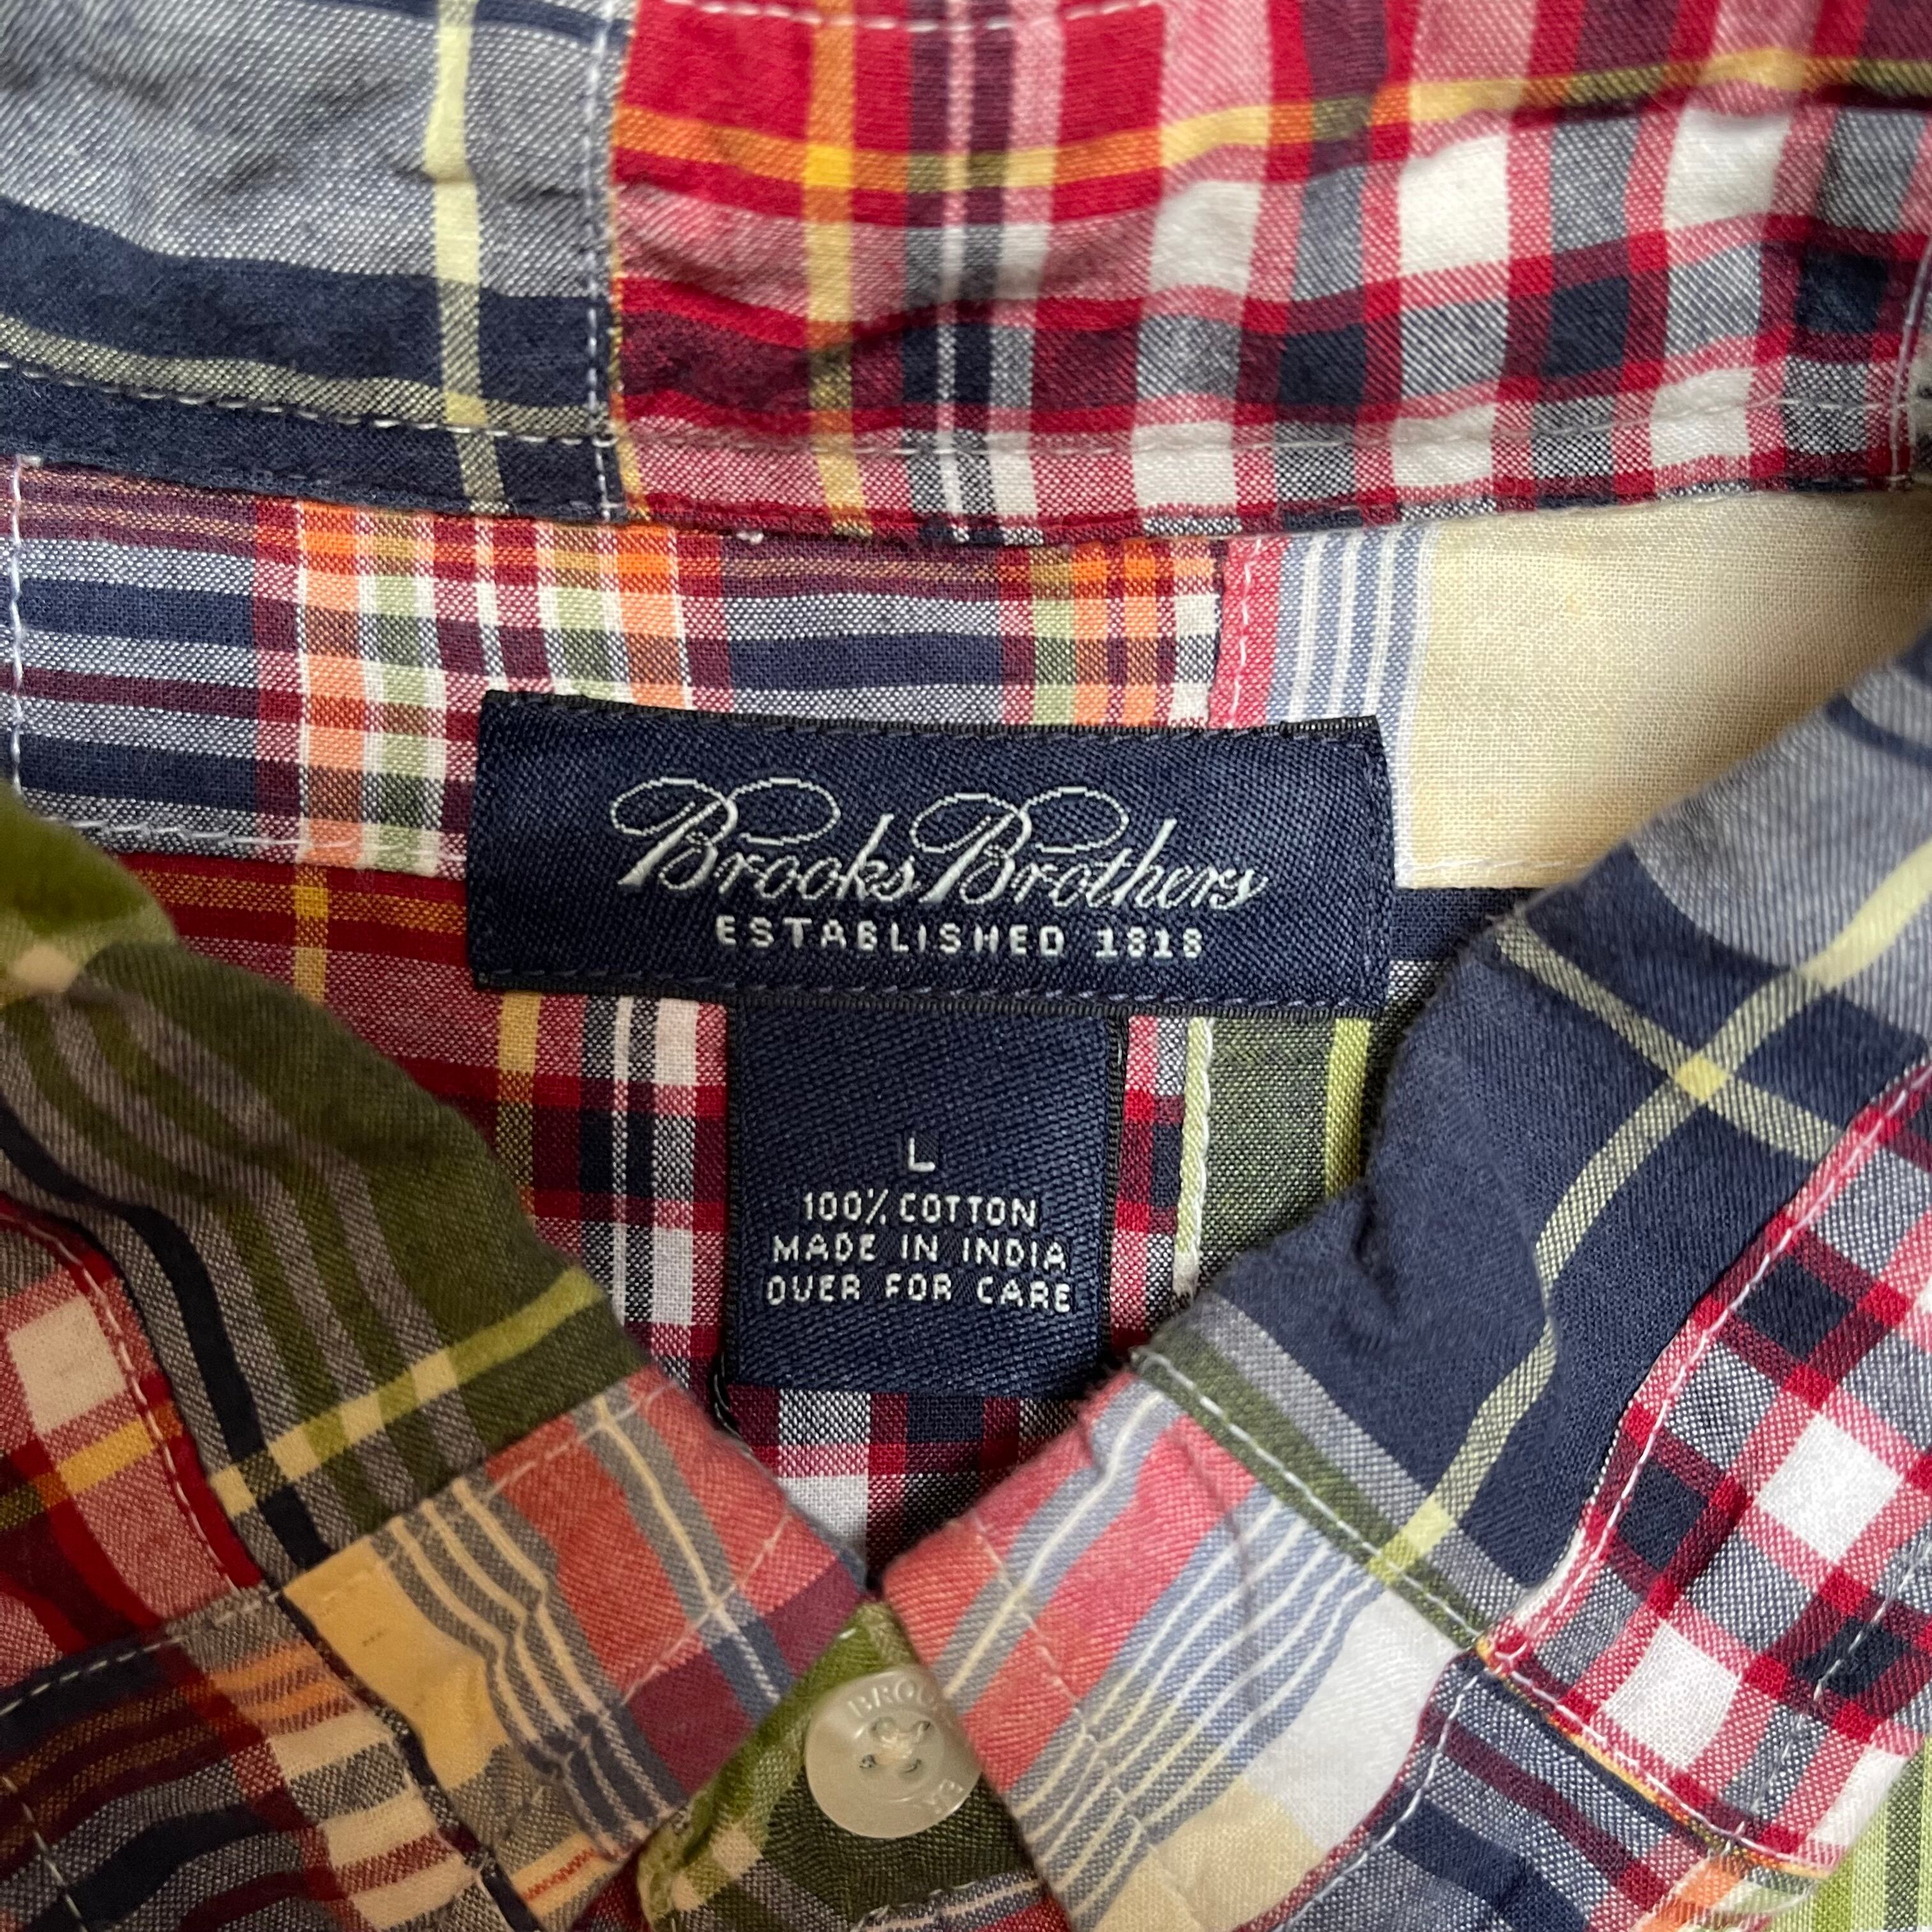 Brooks Brothers
ESTABLISHED 1818
L
100% COTTON
MADE IN INDIA
OVER FOR CARE